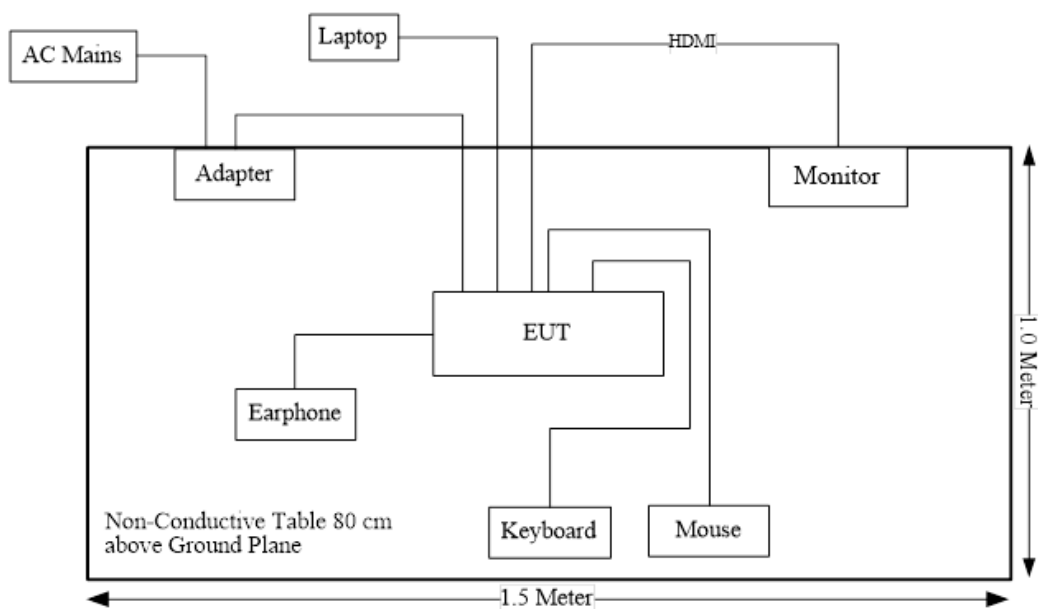 Laptop
HDMI
AC Mains
Adapter
Monitor
EUT
1.0 Meter
Earphone
Non-Conductive Table 80 cm
above Ground Plane
Keyboard
Mouse
1.5 Meter